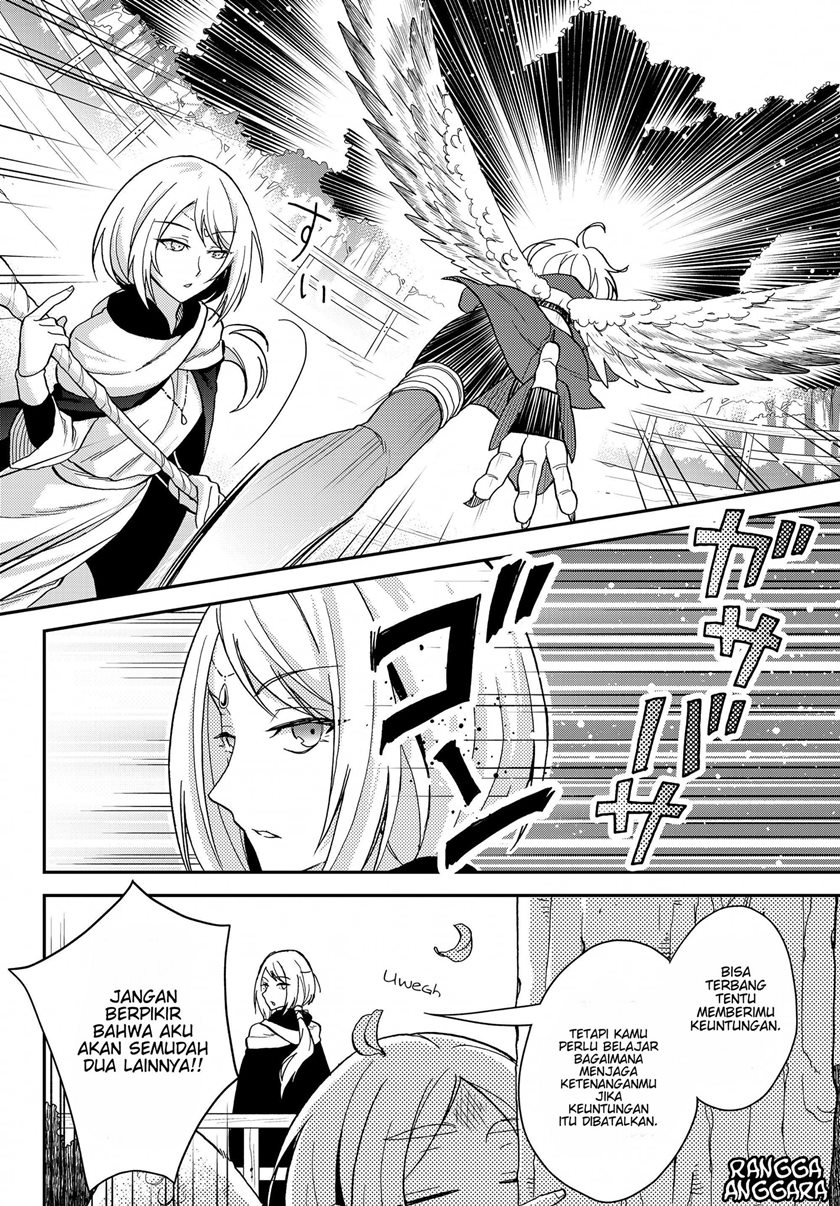 すい
ガサバサ
ゴン
BISA
TERBANG
TENTU
MEMBERIMU
KEUNTUNGAN.
TETAPI KAMU
PERLU BELAJAR
BAGAIMANA
MENJAGA
KETENANGANMU
JIKA
KEUNTUNGAN
ITU DIBATALKAN.
Uwegh
JANGAN
BERPIKIR
BAHWA AKU
AKAN SEMUDAH
DUA LAINNYA!!
RANGGA
ANGGARA